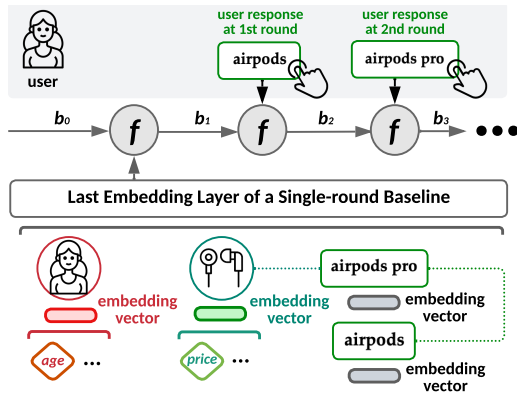 user response
at 1st round
user response
at 2nd round
airpods
airpods pro
user
b0
b1
b2
b3
f
f
f
Last Embedding Layer of a Single-round Baseline
airpods pro
embedding
vector
embedding
vector
embedding
vector
airpods
age
...
price
...
embedding
vector